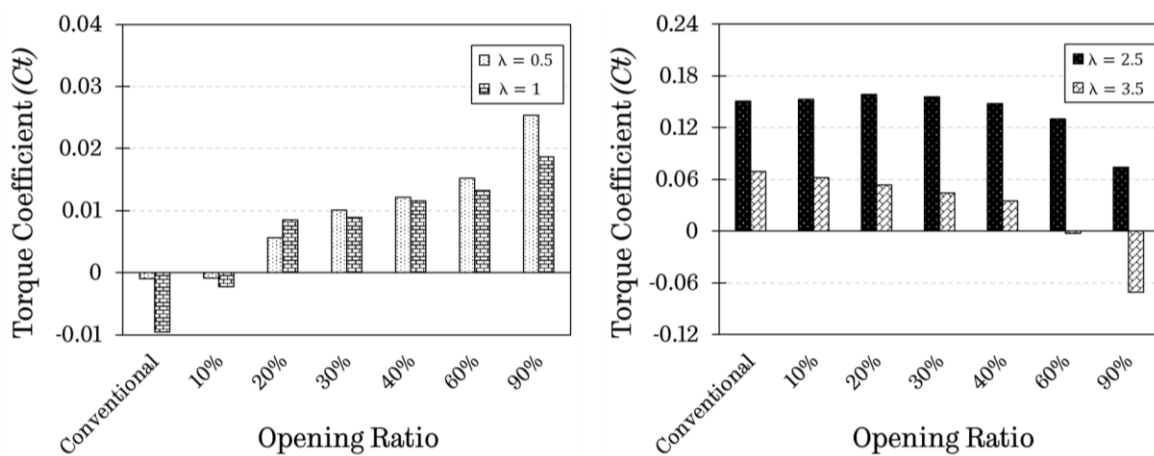 0.04
0.03
0.02
0.01
0
-0.01
Torque Coefficient (Ct)
λ = 0.5
λ = 1
Conventional
10%
20%
30%
40%
60%
90%
Opening Ratio
0.24
0.18
0.12
0.06
0
-0.06
-0.12
Torque Coefficient (Ct)
λ = 2.5
λ = 3.5
Conventional
10%
20%
30%
40%
60%
90%
Opening Ratio